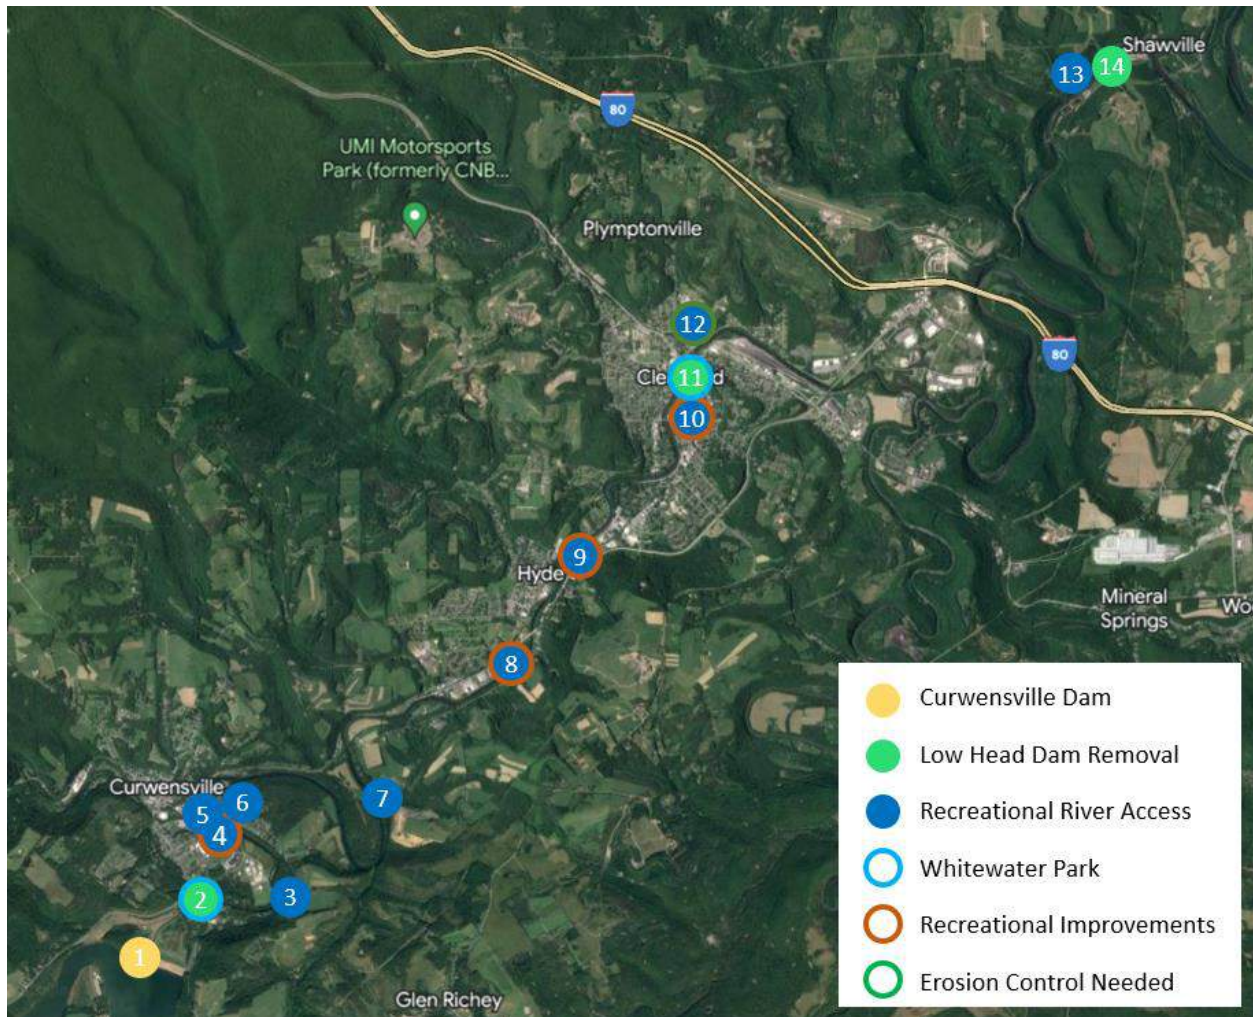 Shawville
13
14
80
UMI Motorsports
Park (formerly CNB...
Plymptonville
12
80
11
10
9
Hyde
Mineral
Springs
8
Curwensville
7
6
5
4
3
2
1
Glen Richey
Curwensville Dam
Low Head Dam Removal
Recreational River Access
Whitewater Park
Recreational Improvements
Erosion Control Needed